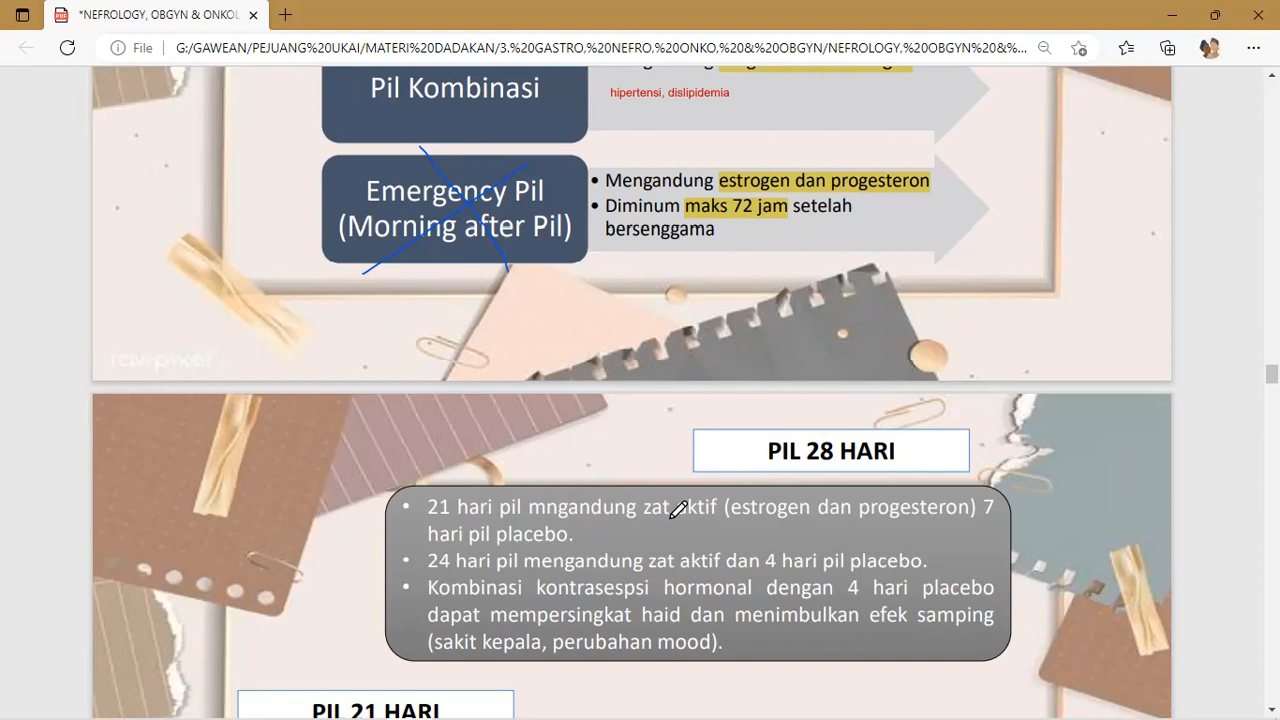 *NEFROLOGY, OBGYN & ONKOL
File
G:/GAWEAN/PEJUANG%20UKAI/MATERI%20DADAKAN/3.%20GASTRO.%20NEFRO.%20ONKO,%20&%20OBGYN/NEFROLOGY,%20OBGYN%20&%...
Pil Kombinasi
hipertensi, dislipidemia
Emergency Pil
(Morning after Pil)
• Mengandung estrogen dan progesteron
• Diminum maks 72 jam setelah
bersenggama
rawpixel
PIL 28 HARI
• 21 hari pil mngandung zat aktif (estrogen dan progesteron) 7
hari pil placebo.
• 24 hari pil mengandung zat aktif dan 4 hari pil placebo.
• Kombinasi kontrasespsi hormonal dengan 4 hari placebo
dapat mempersingkat haid dan menimbulkan efek samping
(sakit kepala, perubahan mood).
PIL 21 HARI